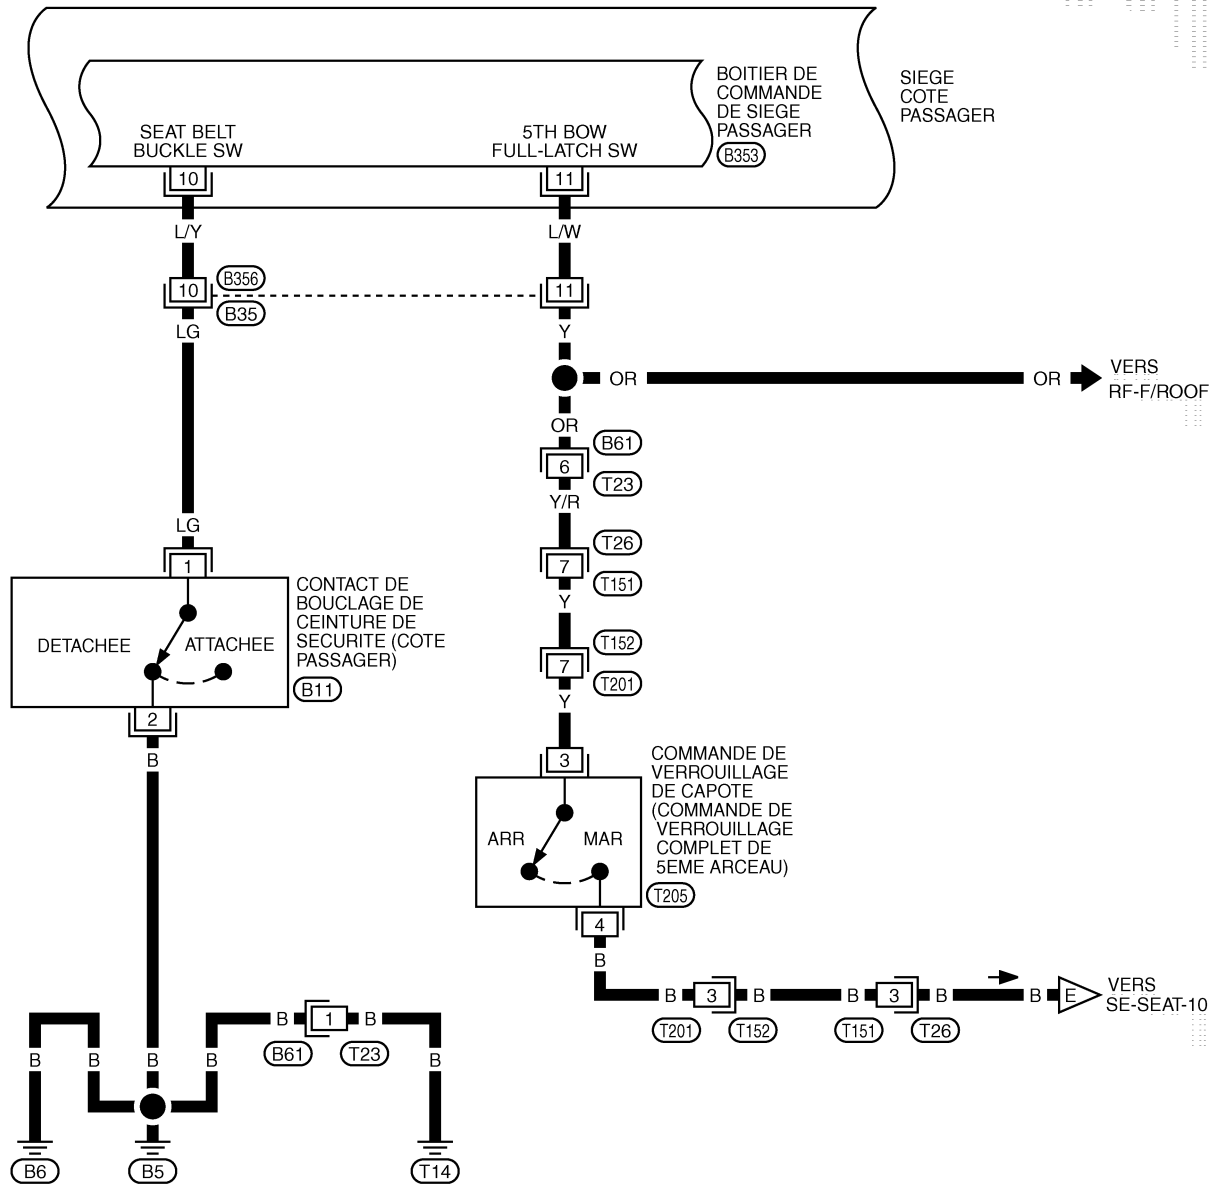 BOITIER DE
COMMANDE
DE SIEGE
PASSAGER
B353
SIEGE
COTE
PASSAGER
SEAT BELT
BUCKLE SW
5TH BOW
FULL-LATCH SW
10
11
L/Y
L/W
10
B356
B35
11
LG
Y
OR
OR
VERS
RF-F/ROOF
OR
B61
6
T23
Y/R
T26
7
T151
Y
T152
7
T201
Y
LG
1
CONTACT DE
BOUCLAGE DE
CEINTURE DE
SECURITE (COTE
PASSAGER)
B11
DETACHEE
ATTACHEE
2
B
3
COMMANDE DE
VERROUILLAGE
DE CAPOTE
(COMMANDE DE
VERROUILLAGE
COMPLET DE
5EME ARCEAU)
T205
ARR
MAR
4
B
B
3
B
B
3
B
B
E
VERS
SE-SEAT-10
T201
T152
T151
T26
B
1
B
B61
T23
B
B
B
B
B
B6
B5
T14